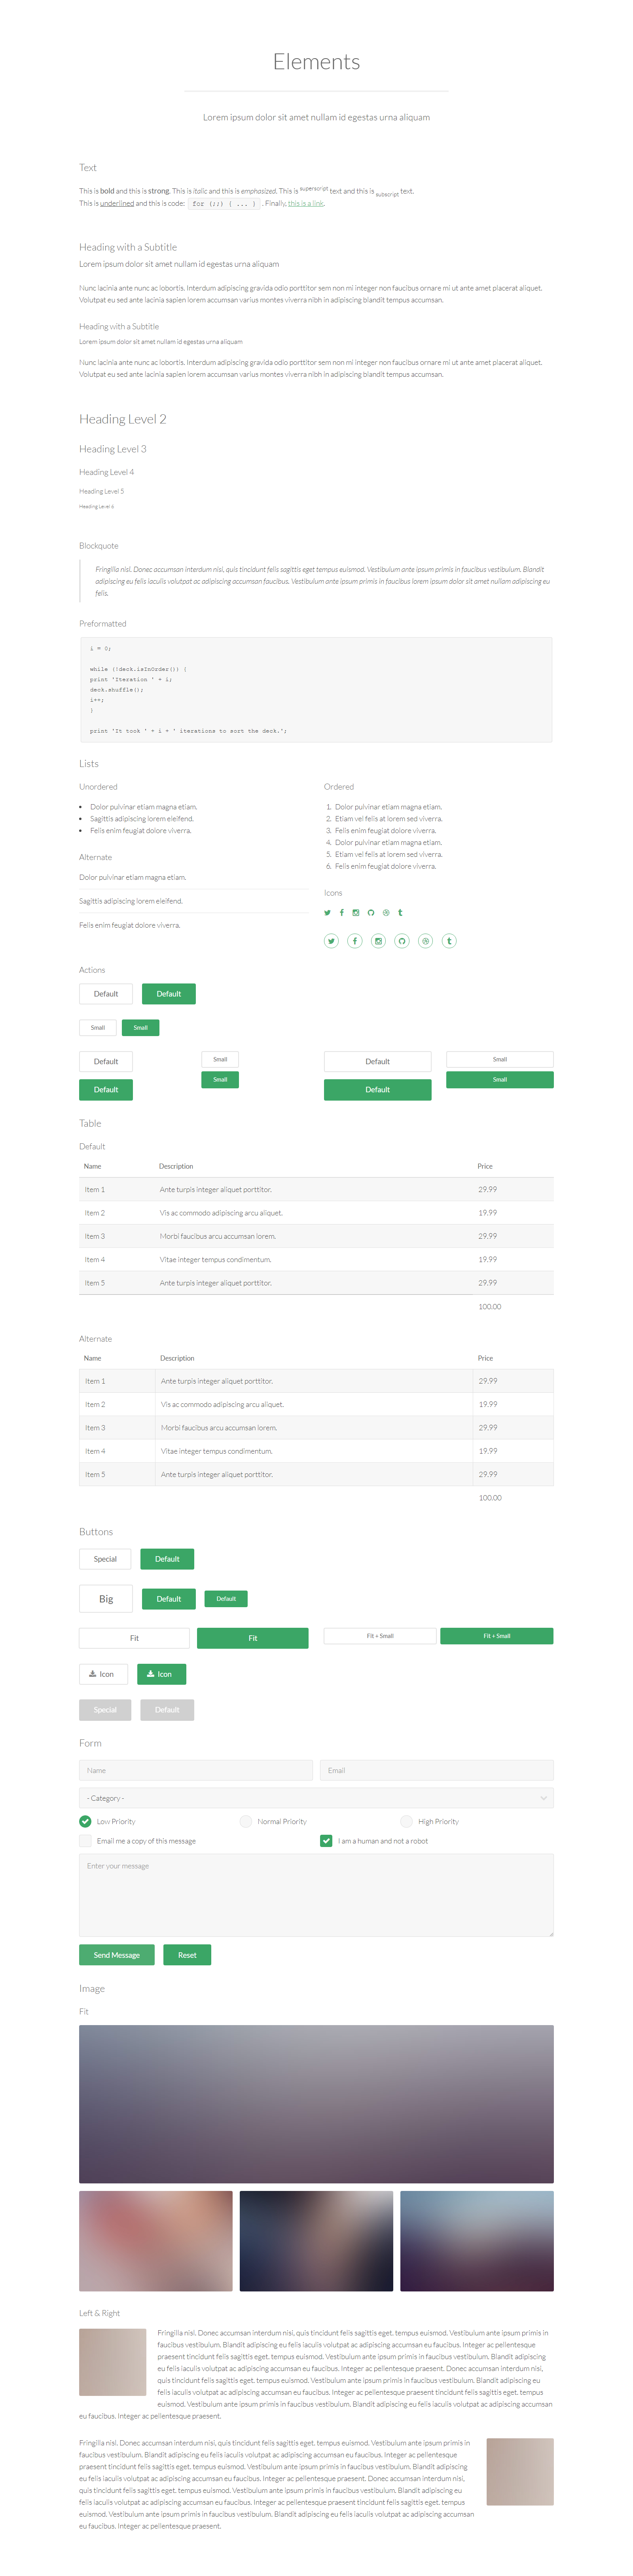 Elements
Lorem ipsum dolor sit amet nullam id egestas urna aliquam
Text
This is bold and this is strong. This is italic and this is emphasized. This is superscript text and this is subscript text.
This is underlined and this is code: for (;;) { ... } . Finally, this is a link.
Heading with a Subtitle
Lorem ipsum dolor sit amet nullam id egestas urna aliquam
Nunc lacinia ante nunc ac lobortis. Interdum adipiscing gravida odio porttitor sem non mi integer non faucibus ornare mi ut ante amet placerat aliquet.
Volutpat eu sed ante lacinia sapien lorem accumsan varius montes viverra nibh in adipiscing blandit tempus accumsan.
Heading with a Subtitle
Lorem ipsum dolor sit amet nullam id egestas urna aliquam
Nunc lacinia ante nunc ac lobortis. Interdum adipiscing gravida odio porttitor sem non mi integer non faucibus ornare mi ut ante amet placerat aliquet.
Volutpat eu sed ante lacinia sapien lorem accumsan varius montes viverra nibh in adipiscing blandit tempus accumsan.
Heading Level 2
Heading Level 3
Heading Level 4
Heading Level 5
Heading Level 6
Blockquote
Fringilla nisl. Donec accumsan interdum nisi, quis tincidunt felis sagittis eget tempus euismod. Vestibulum ante ipsum primis in faucibus vestibulum. Blandit
adipiscing eu felis iaculis volutpat ac adipiscing accumsan faucibus. Vestibulum ante ipsum primis in faucibus lorem ipsum dolor sit amet nullam adipiscing eu
felis.
Preformatted
i = 0;
while (!deck.isInOrder()) {
print 'Iteration ' + i;
deck.shuffle();
i++;
}
print 'It took ' + i + ' iterations to sort the deck.';
Lists
Unordered
• Dolor pulvinar etiam magna etiam.
• Sagittis adipiscing lorem eleifend.
• Felis enim feugiat dolore viverra.
Alternate
Dolor pulvinar etiam magna etiam.
Sagittis adipiscing lorem eleifend.
Felis enim feugiat dolore viverra.
Ordered
1. Dolor pulvinar etiam magna etiam.
2. Etiam vel felis at lorem sed viverra.
3. Felis enim feugiat dolore viverra.
4. Dolor pulvinar etiam magna etiam.
5. Etiam vel felis at lorem sed viverra.
6. Felis enim feugiat dolore viverra.
Icons
Actions
Default Default
Small Small
Default Small Default Small
Default Small Default Small
Table
Default
Name Description Price
Item 1 Ante turpis integer aliquet porttitor. 29.99
Item 2 Vis ac commodo adipiscing arcu aliquet. 19.99
Item 3 Morbi faucibus arcu accumsan lorem. 29.99
Item 4 Vitae integer tempus condimentum. 19.99
Item 5 Ante turpis integer aliquet porttitor. 29.99
100.00
Alternate
Name Description Price
Item 1 Ante turpis integer aliquet porttitor. 29.99
Item 2 Vis ac commodo adipiscing arcu aliquet. 19.99
Item 3 Morbi faucibus arcu accumsan lorem. 29.99
Item 4 Vitae integer tempus condimentum. 19.99
Item 5 Ante turpis integer aliquet porttitor. 29.99
100.00
Buttons
Special Default
Big Default Default
Fit Fit Fit + Small Fit + Small
Icon Icon
Special Default
Form
Name Email
- Category -
Low Priority Normal Priority High Priority
Email me a copy of this message I am a human and not a robot
Enter your message
Send Message Reset
Image
Fit
Left & Right
Fringilla nisl. Donec accumsan interdum nisi, quis tincidunt felis sagittis eget. tempus euismod. Vestibulum ante ipsum primis in
faucibus vestibulum. Blandit adipiscing eu felis iaculis volutpat ac adipiscing accumsan eu faucibus. Integer ac pellentesque
praesent tincidunt felis sagittis eget. tempus euismod. Vestibulum ante ipsum primis in faucibus vestibulum. Blandit adipiscing
eu felis iaculis volutpat ac adipiscing accumsan eu faucibus. Integer ac pellentesque praesent. Donec accumsan interdum nisi,
quis tincidunt felis sagittis eget. tempus euismod. Vestibulum ante ipsum primis in faucibus vestibulum. Blandit adipiscing eu
felis iaculis volutpat ac adipiscing accumsan eu faucibus. Integer ac pellentesque praesent tincidunt felis sagittis eget. tempus
euismod. Vestibulum ante ipsum primis in faucibus vestibulum. Blandit adipiscing eu felis iaculis volutpat ac adipiscing accumsan
eu faucibus. Integer ac pellentesque praesent.
Fringilla nisl. Donec accumsan interdum nisi, quis tincidunt felis sagittis eget. tempus euismod. Vestibulum ante ipsum primis in
faucibus vestibulum. Blandit adipiscing eu felis iaculis volutpat ac adipiscing accumsan eu faucibus. Integer ac pellentesque
praesent tincidunt felis sagittis eget. tempus euismod. Vestibulum ante ipsum primis in faucibus vestibulum. Blandit adipiscing
eu felis iaculis volutpat ac adipiscing accumsan eu faucibus. Integer ac pellentesque praesent. Donec accumsan interdum nisi,
quis tincidunt felis sagittis eget. tempus euismod. Vestibulum ante ipsum primis in faucibus vestibulum. Blandit adipiscing eu
felis iaculis volutpat ac adipiscing accumsan eu faucibus. Integer ac pellentesque praesent tincidunt felis sagittis eget. tempus
euismod. Vestibulum ante ipsum primis in faucibus vestibulum. Blandit adipiscing eu felis iaculis volutpat ac adipiscing accumsan
eu faucibus. Integer ac pellentesque praesent.